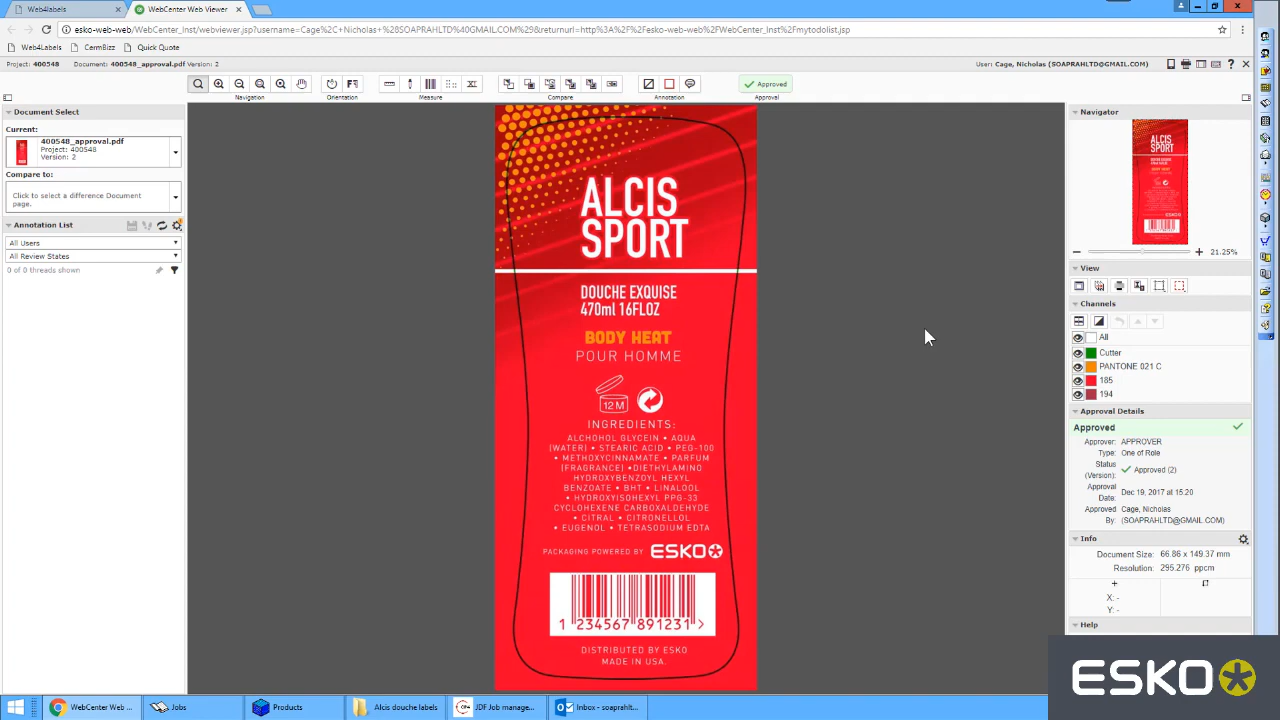 Web4labels
WebCenter Web Viewer
esko-web-web/WebCenter_Inst/webviewer.jsp?username=Cage%2C+Nicholas+%28SOAPRAHLTD%40GMAIL.COM%29&returnurl=http%3A%2F%2Fesko-web-web%2FWebCenter_Inst%2Fmytodolist.jsp
Web4Labels
CermBizz
Quick Quote
Project: 400548
Document: 400548_approval.pdf
Version: 2
User: Cage, Nicholas (SOAPRAHLTD@GMAIL.COM)
Navigation
Orientation
Measure
Compare
Annotation
Approved
Approval
Document Select
Current:
400548_approval.pdf
Project: 400548
Version: 2
Compare to:
Click to select a difference Document
page.
Annotation List
All Users
All Review States
0 of 0 threads shown
ALCIS
SPORT
DOUCHE EXQUISE
470ml 16FLOZ
BODY HEAT
POUR HOMME
12M
INGREDIENTS:
ALCHOHOL GLYCEIN • AQUA
(WATER) • STEARIC ACID • PEG-100
• METHOXYCINNAMATE • PARFUM
(FRAGRANCE) •DIETHYLAMINO
HYDROXYBENZOYL HEXYL
BENZOATE • BHT • LINALOOL
• HYDROXYISOHEXYL PPG-33
CYCLOHEXENE CARBOXALDEHYDE
• CITRAL • CITRONELLOL
• EUGENOL • TETRASODIUM EDTA
PACKAGING POWERED BY ESKO
1 234567 891231 >
DISTRIBUTED BY ESKO
MADE IN USA.
Navigator
ALCIS
SPORT
21.25%
View
Channels
All
Cutter
PANTONE 021 C
185
194
Approval Details
Approved
Approver: APPROVER
Type: One of Role
Status
(Version): Approved (2)
Approval
Date: Dec 19, 2017 at 15.20
Approved Cage, Nicholas
By: (SOAPRAHLTD@GMAIL.COM)
Info
Document Size: 66.86 x 149.37 mm
Resolution: 295.276 ppcm
X: -
Y: -
Help
ESKO
WebCenter Web ...
Jobs
Products
Alcis douche labels
JDF Job manage...
Inbox - soaprahlt...